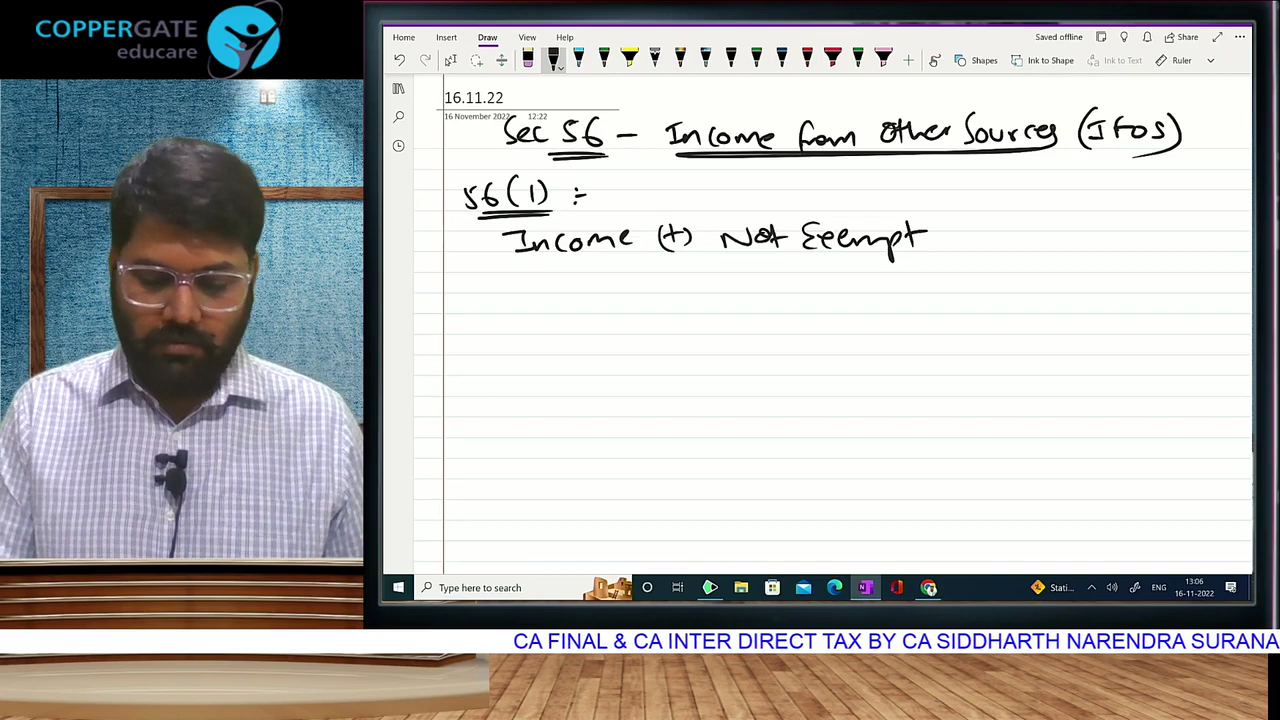 COPPERGATE
educare
Home Insert Draw View Help
Saved offline
Share
Shapes
Ink to Shape
Ink to Text
Ruler
16.11.22
16 November 2022 12:22
Sec 56 - Income from Other Sources (IFOS)
56(1) :-
Income (+) Not Exempt
Type here to search
Stati...
ENG
13:06
16-11-2022
CA FINAL & CA INTER DIRECT TAX BY CA SIDDHARTH NARENDRA SURANA